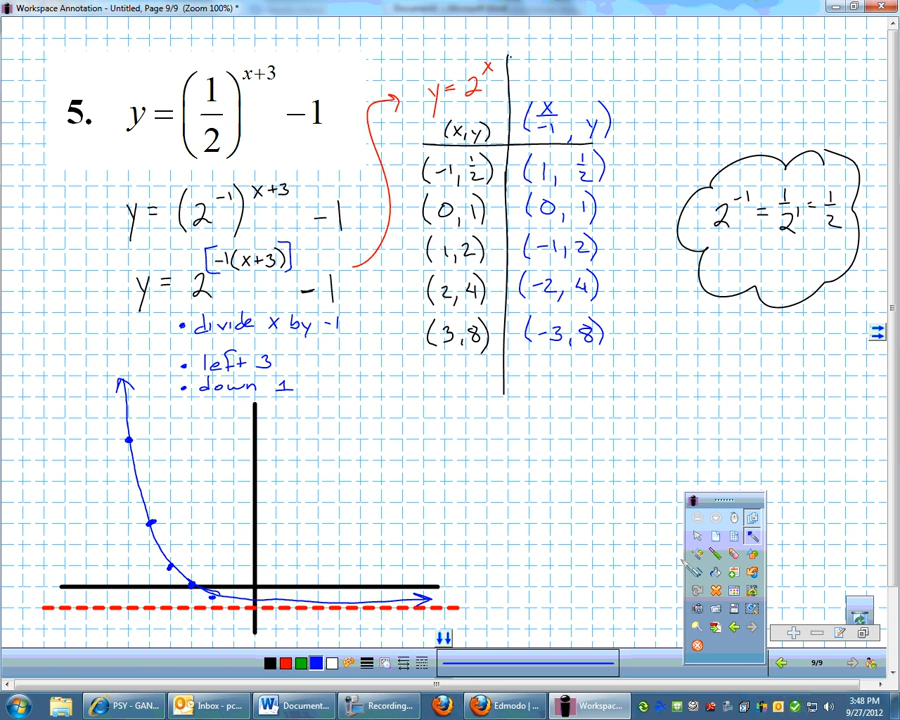 Workspace Annotation - Untitled, Page 9/9 (Zoom 100%) *
5. y = (1/2)^(x+3) − 1
y = (2^-1)^(x+3) - 1
y = 2^[-1(x+3)] - 1
• divide x by -1
• left 3
• down 1
y = 2^x
(x,y) (x/-1, y)
(-1, 1/2) (1, 1/2)
(0, 1) (0, 1)
(1, 2) (-1, 2)
(2, 4) (-2, 4)
(3, 8) (-3, 8)
2^-1 = 1/2^1 = 1/2
9/9
PSY - GAN...
Inbox - pc...
Document...
Recording...
Edmodo | ...
Workspac...
3:48 PM
9/27/2012